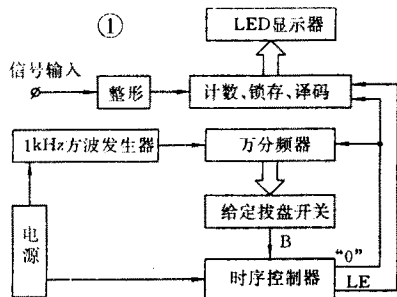 ①
LED显示器
信号输入
整形
计数、锁存、译码
1kHz方波发生器
万分频器
给定拨盘开关
电源
B
“0”
时序控制器
LE